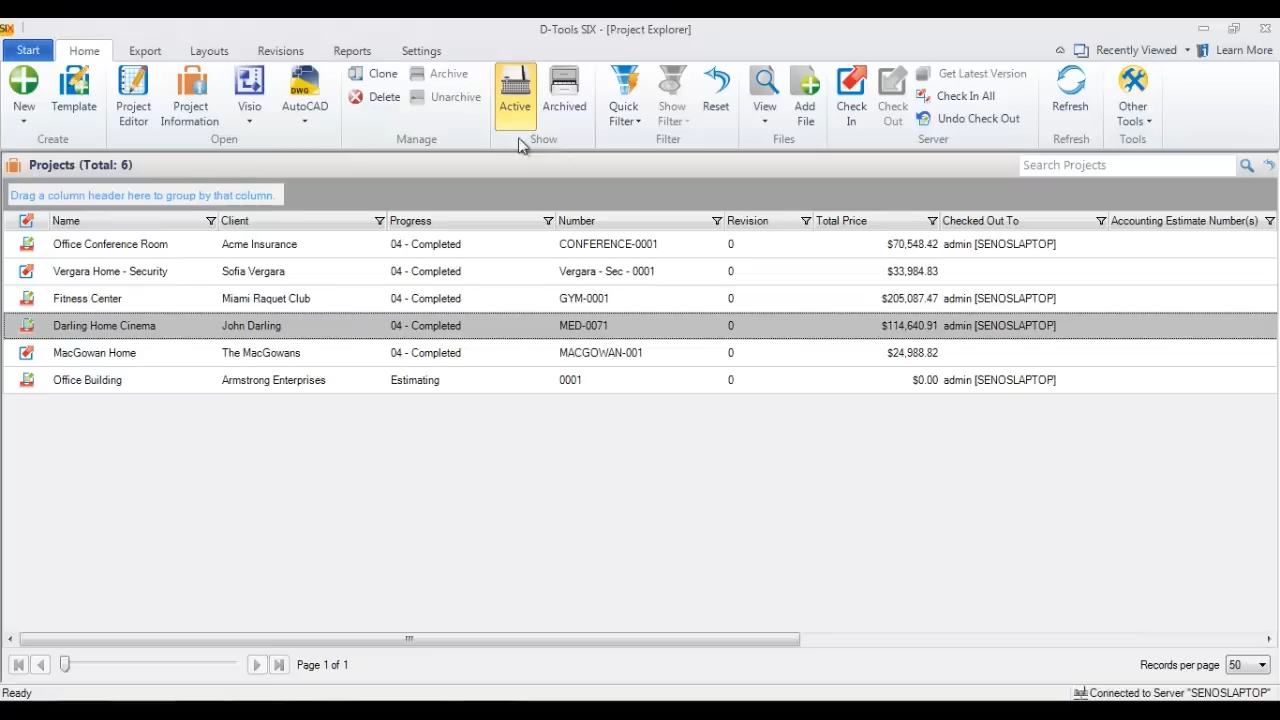 SIX D-Tools SIX - [Project Explorer]
Start Home Export Layouts Revisions Reports Settings Recently Viewed Learn More
New Template Project Editor Project Information Visio DWG AutoCAD Clone Archive Delete Unarchive Active Archived Quick Filter Show Filter Reset View Add File Check In Check Out Get Latest Version Check In All Undo Check Out Refresh Other Tools
Create Open Manage Show Filter Files Server Refresh Tools
Projects (Total: 6) Search Projects
Drag a column header here to group by that column.
Name Client Progress Number Revision Total Price Checked Out To Accounting Estimate Number(s)
Office Conference Room Acme Insurance 04 - Completed CONFERENCE-0001 0 $70,548.42 admin [SENOSLAPTOP]
Vergara Home - Security Sofia Vergara 04 - Completed Vergara - Sec - 0001 0 $33,984.83
Fitness Center Miami Raquet Club 04 - Completed GYM-0001 0 $205,087.47 admin [SENOSLAPTOP]
Darling Home Cinema John Darling 04 - Completed MED-0071 0 $114,640.91 admin [SENOSLAPTOP]
MacGowan Home The MacGowans 04 - Completed MACGOWAN-001 0 $24,988.82
Office Building Armstrong Enterprises Estimating 0001 0 $0.00 admin [SENOSLAPTOP]
Page 1 of 1 Records per page 50
Ready Connected to Server "SENOSLAPTOP"